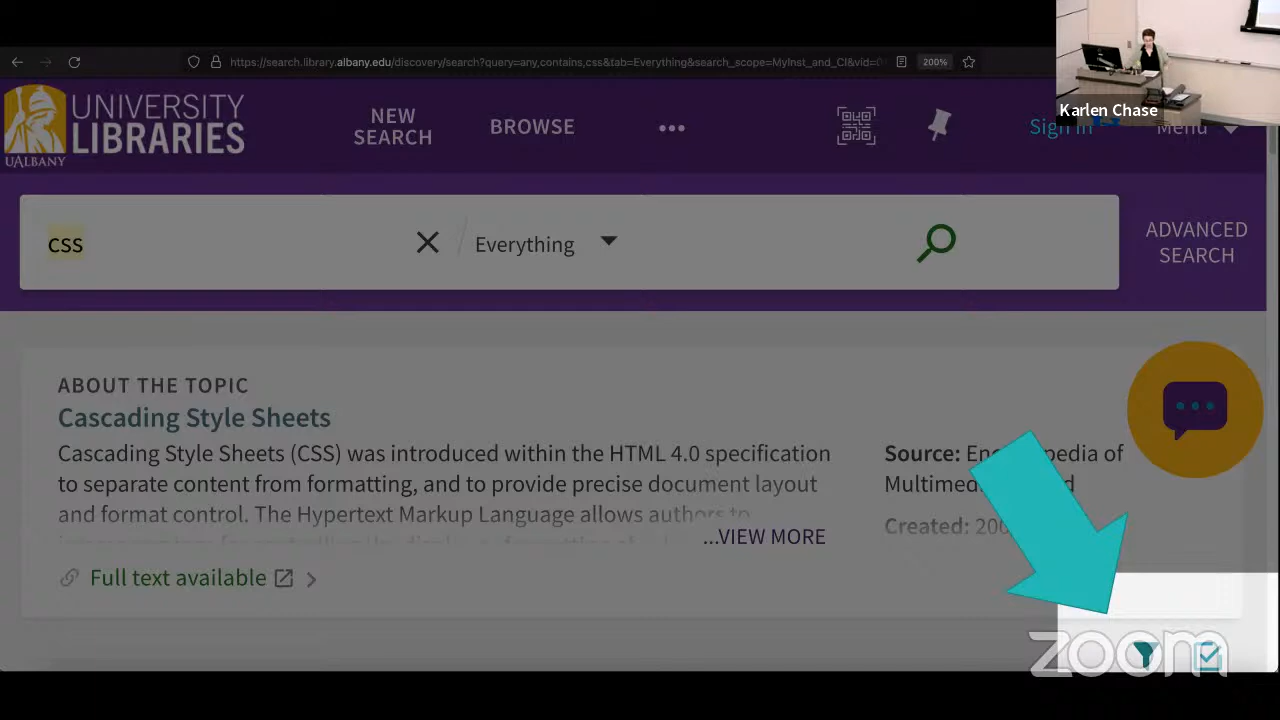 Karlen Chase
https://search.library.albany.edu/discovery/search?query=any,contains,css&tab=Everything&search_scope=MyInst_and_CI&vid=
200%
UNIVERSITY
LIBRARIES
UALBANY
NEW
SEARCH
BROWSE
Sign in
Menu
css
Everything
ADVANCED
SEARCH
ABOUT THE TOPIC
Cascading Style Sheets
Cascading Style Sheets (CSS) was introduced within the HTML 4.0 specification
to separate content from formatting, and to provide precise document layout
and format control. The Hypertext Markup Language allows authors to
...VIEW MORE
Full text available
Source: of
Created:
zoom